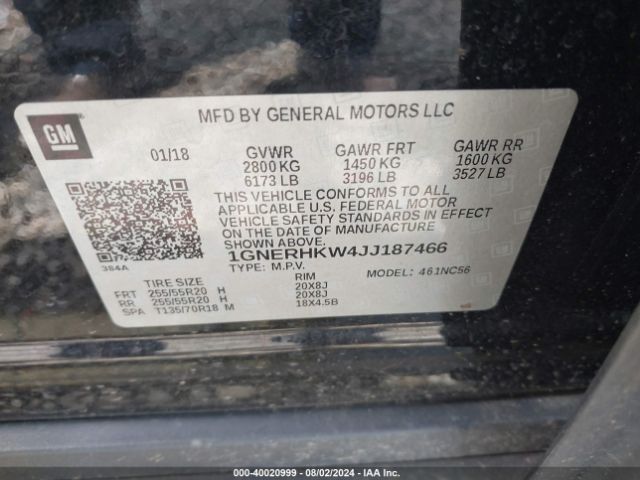 GM
MFD BY GENERAL MOTORS LLC
01/18 GVWR GAWR FRT GAWR RR
2800 KG 1450 KG 1600 KG
6173 LB 3196 LB 3527 LB
THIS VEHICLE CONFORMS TO ALL
APPLICABLE U.S. FEDERAL MOTOR
VEHICLE SAFETY STANDARDS IN EFFECT
ON THE DATE OF MANUFACTURE
SHOWN ABOVE.
384A
1GNERHKW4JJ187466
TYPE: M.P.V. MODEL: 461NC56
TIRE SIZE RIM
FRT 255/55R20 H 20X8J
RR 255/55R20 H 20X8J
SPA T135/70R18 M 18X4.5B
000-40020999 — 08/02/2024 — IAA Inc.